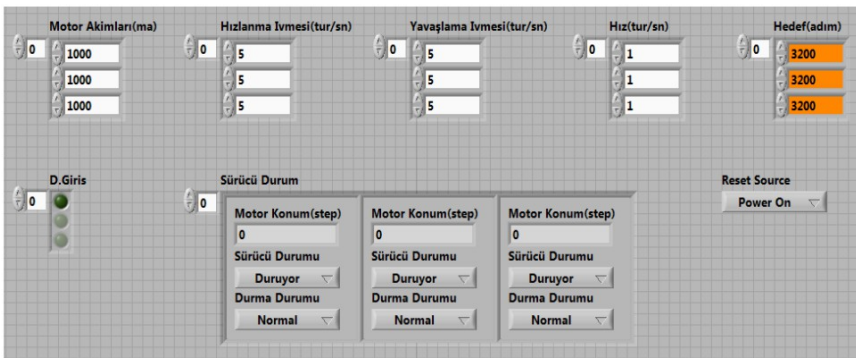 Motor Akimları(ma) Hızlanma Ivmesi(tur/sn) Yavaşlama Ivmesi(tur/sn) Hız(tur/sn) Hedef(adım)
0 1000 0 5 0 5 0 1 0 3200
1000 5 5 1 3200
1000 5 5 1 3200
D.Giris Sürücü Durum Reset Source
0 0 Power On
Motor Konum(step) Motor Konum(step) Motor Konum(step)
0 0 0
Sürücü Durumu Sürücü Durumu Sürücü Durumu
Duruyor Duruyor Duruyor
Durma Durumu Durma Durumu Durma Durumu
Normal Normal Normal